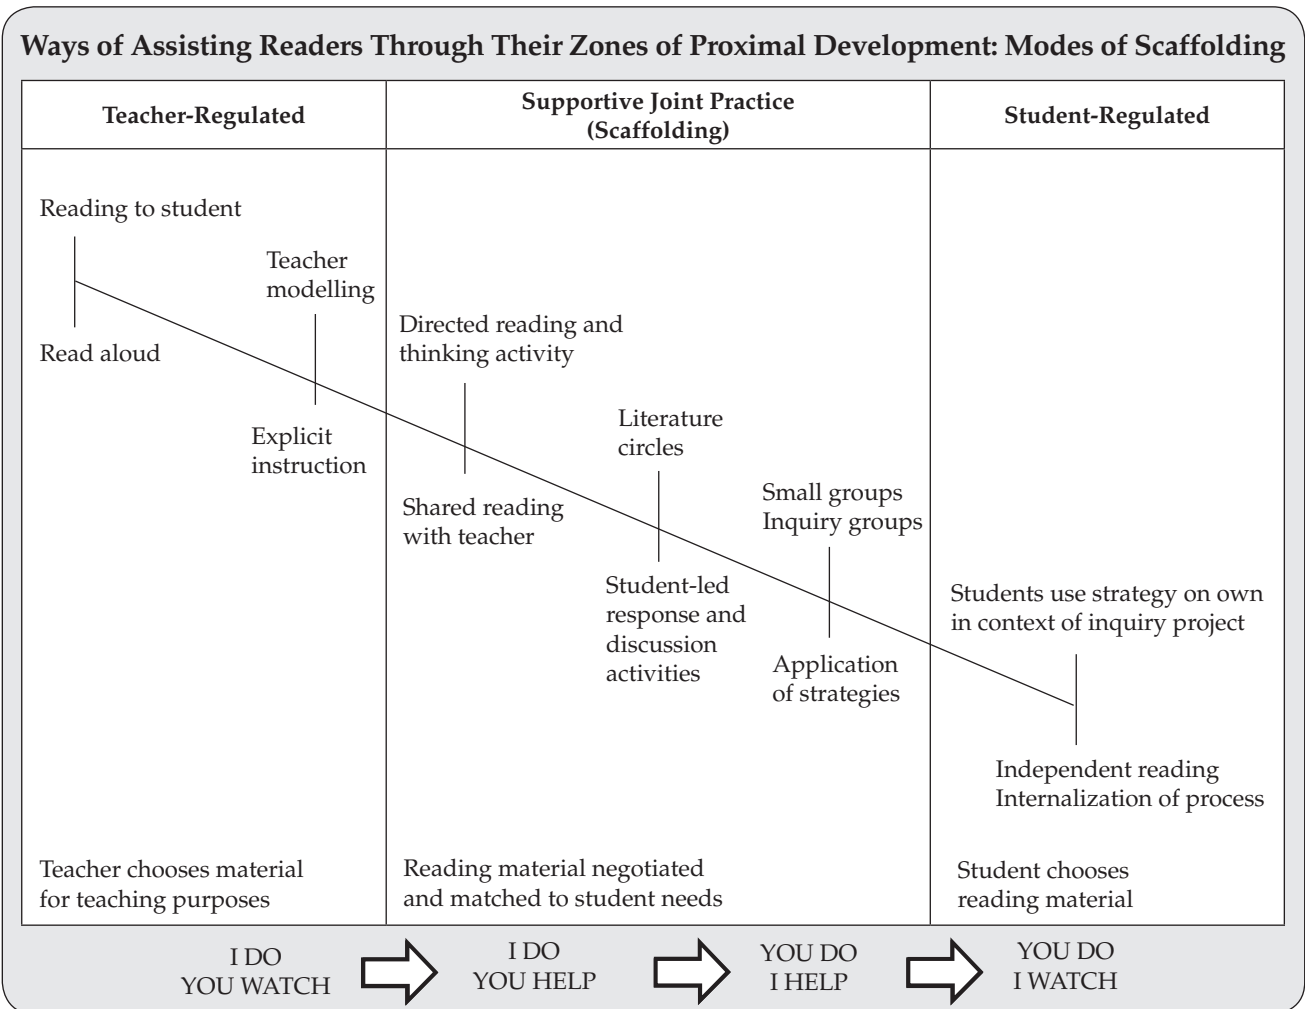 Ways of Assisting Readers Through Their Zones of Proximal Development: Modes of Scaffolding
Teacher-Regulated
Supportive Joint Practice
(Scaffolding)
Student-Regulated
Reading to student
Read aloud
Teacher
modelling
Explicit
instruction
Teacher chooses material
for teaching purposes
Directed reading and
thinking activity
Shared reading
with teacher
Literature
circles
Student-led
response and
discussion
activities
Small groups
Inquiry groups
Application
of strategies
Reading material negotiated
and matched to student needs
Students use strategy on own
in context of inquiry project
Independent reading
Internalization of process
Student chooses
reading material
I DO
YOU WATCH
I DO
YOU HELP
YOU DO
I HELP
YOU DO
I WATCH